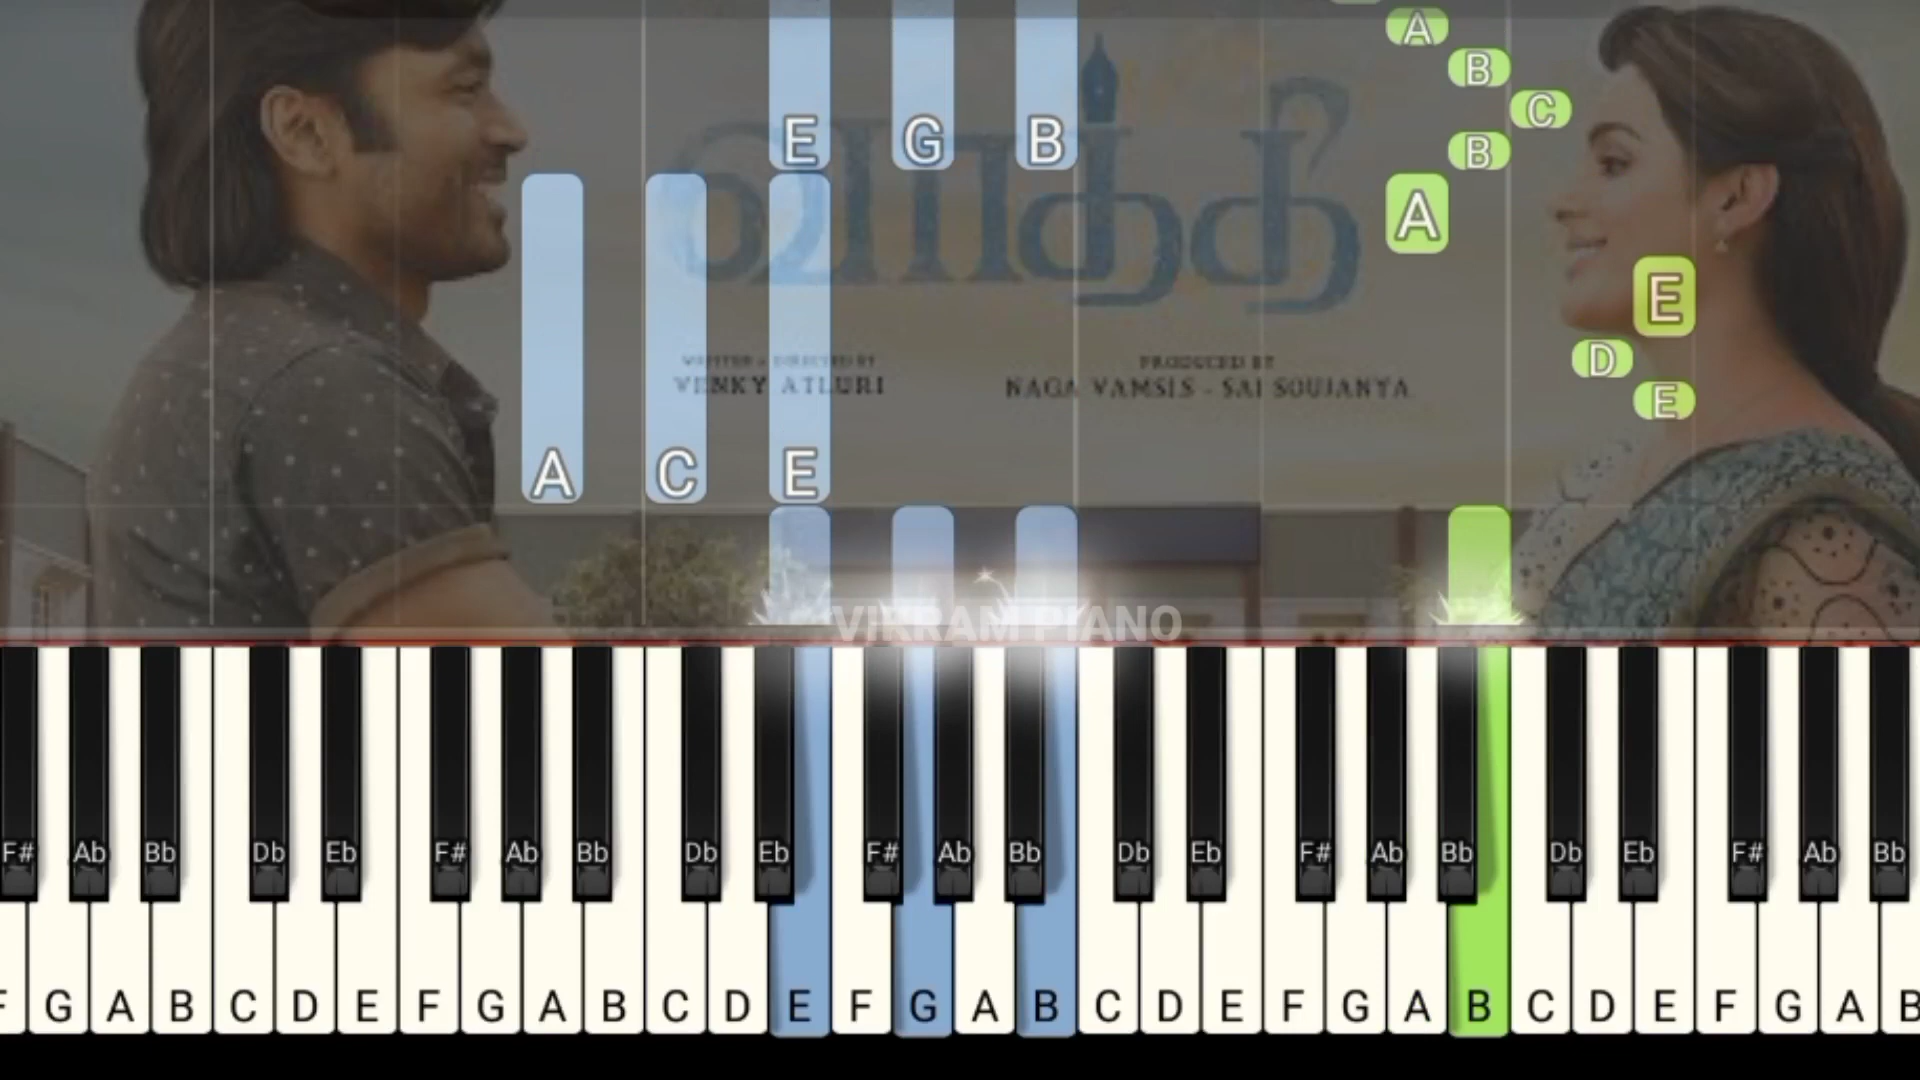 A
B
E G B
C
B
வாத்தி
A
E
WRITTEN & DIRECTED BY
PRODUCED BY
D
VENKY ATLURI
NAGA VAMSI S - SAI SOUJANYA
E
A C E
VIKRAM PIANO
F# Ab Bb Db Eb F# Ab Bb Db Eb F# Ab Bb Db Eb F# Ab Bb Db Eb F# Ab Bb
F G A B C D E F G A B C D E F G A B C D E F G A B C D E F G A B